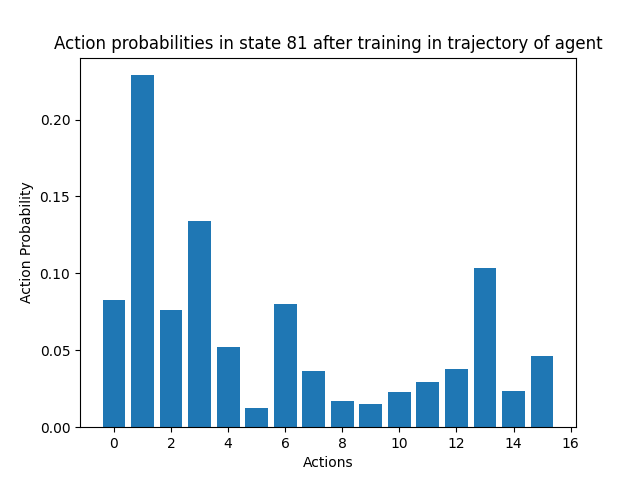 Action probabilities in state 81 after training in trajectory of agent
0.20
0.15
0.10
0.05
0.00
Action Probability
0 2 4 6 8 10 12 14 16
Actions